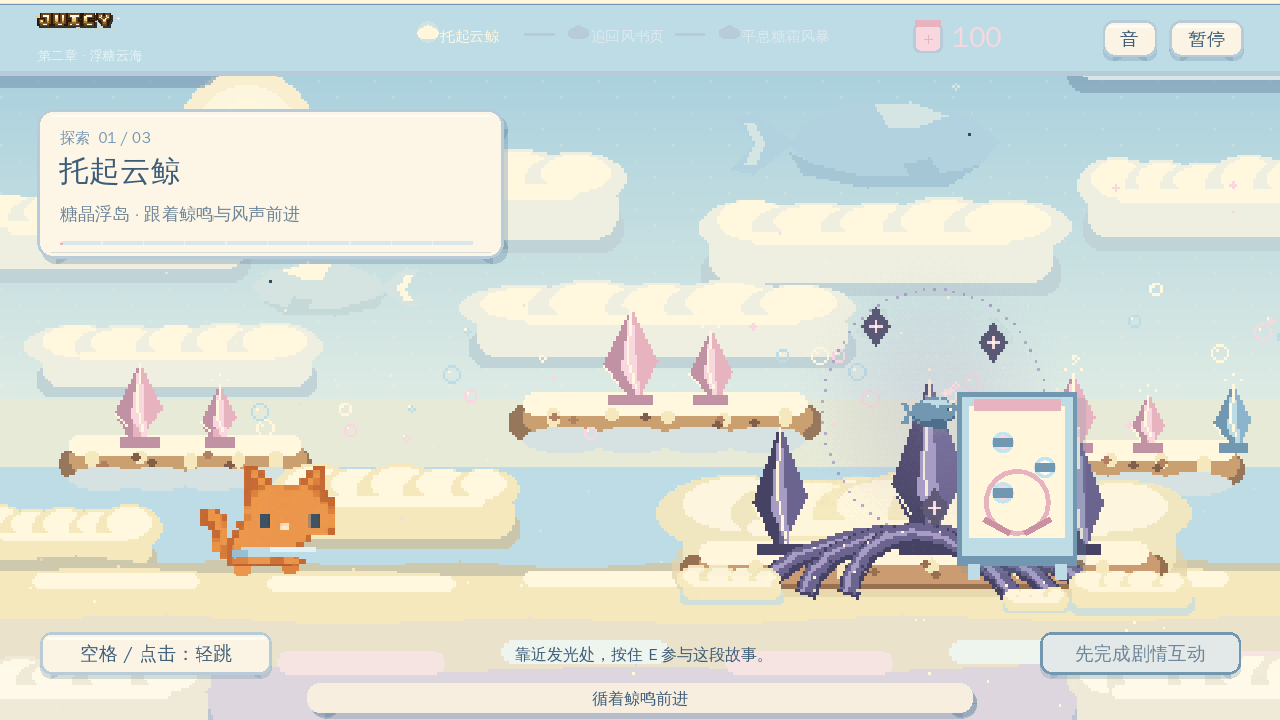 JUICY
第二章 · 浮糖云海
托起云鲸
追回风书页
平息糖霜风暴
100
音
暂停
探索 01 / 03
托起云鲸
糖晶浮岛 · 跟着鲸鸣与风声前进
空格 / 点击：轻跳
靠近发光处，按住 E 参与这段故事。
先完成剧情互动
循着鲸鸣前进